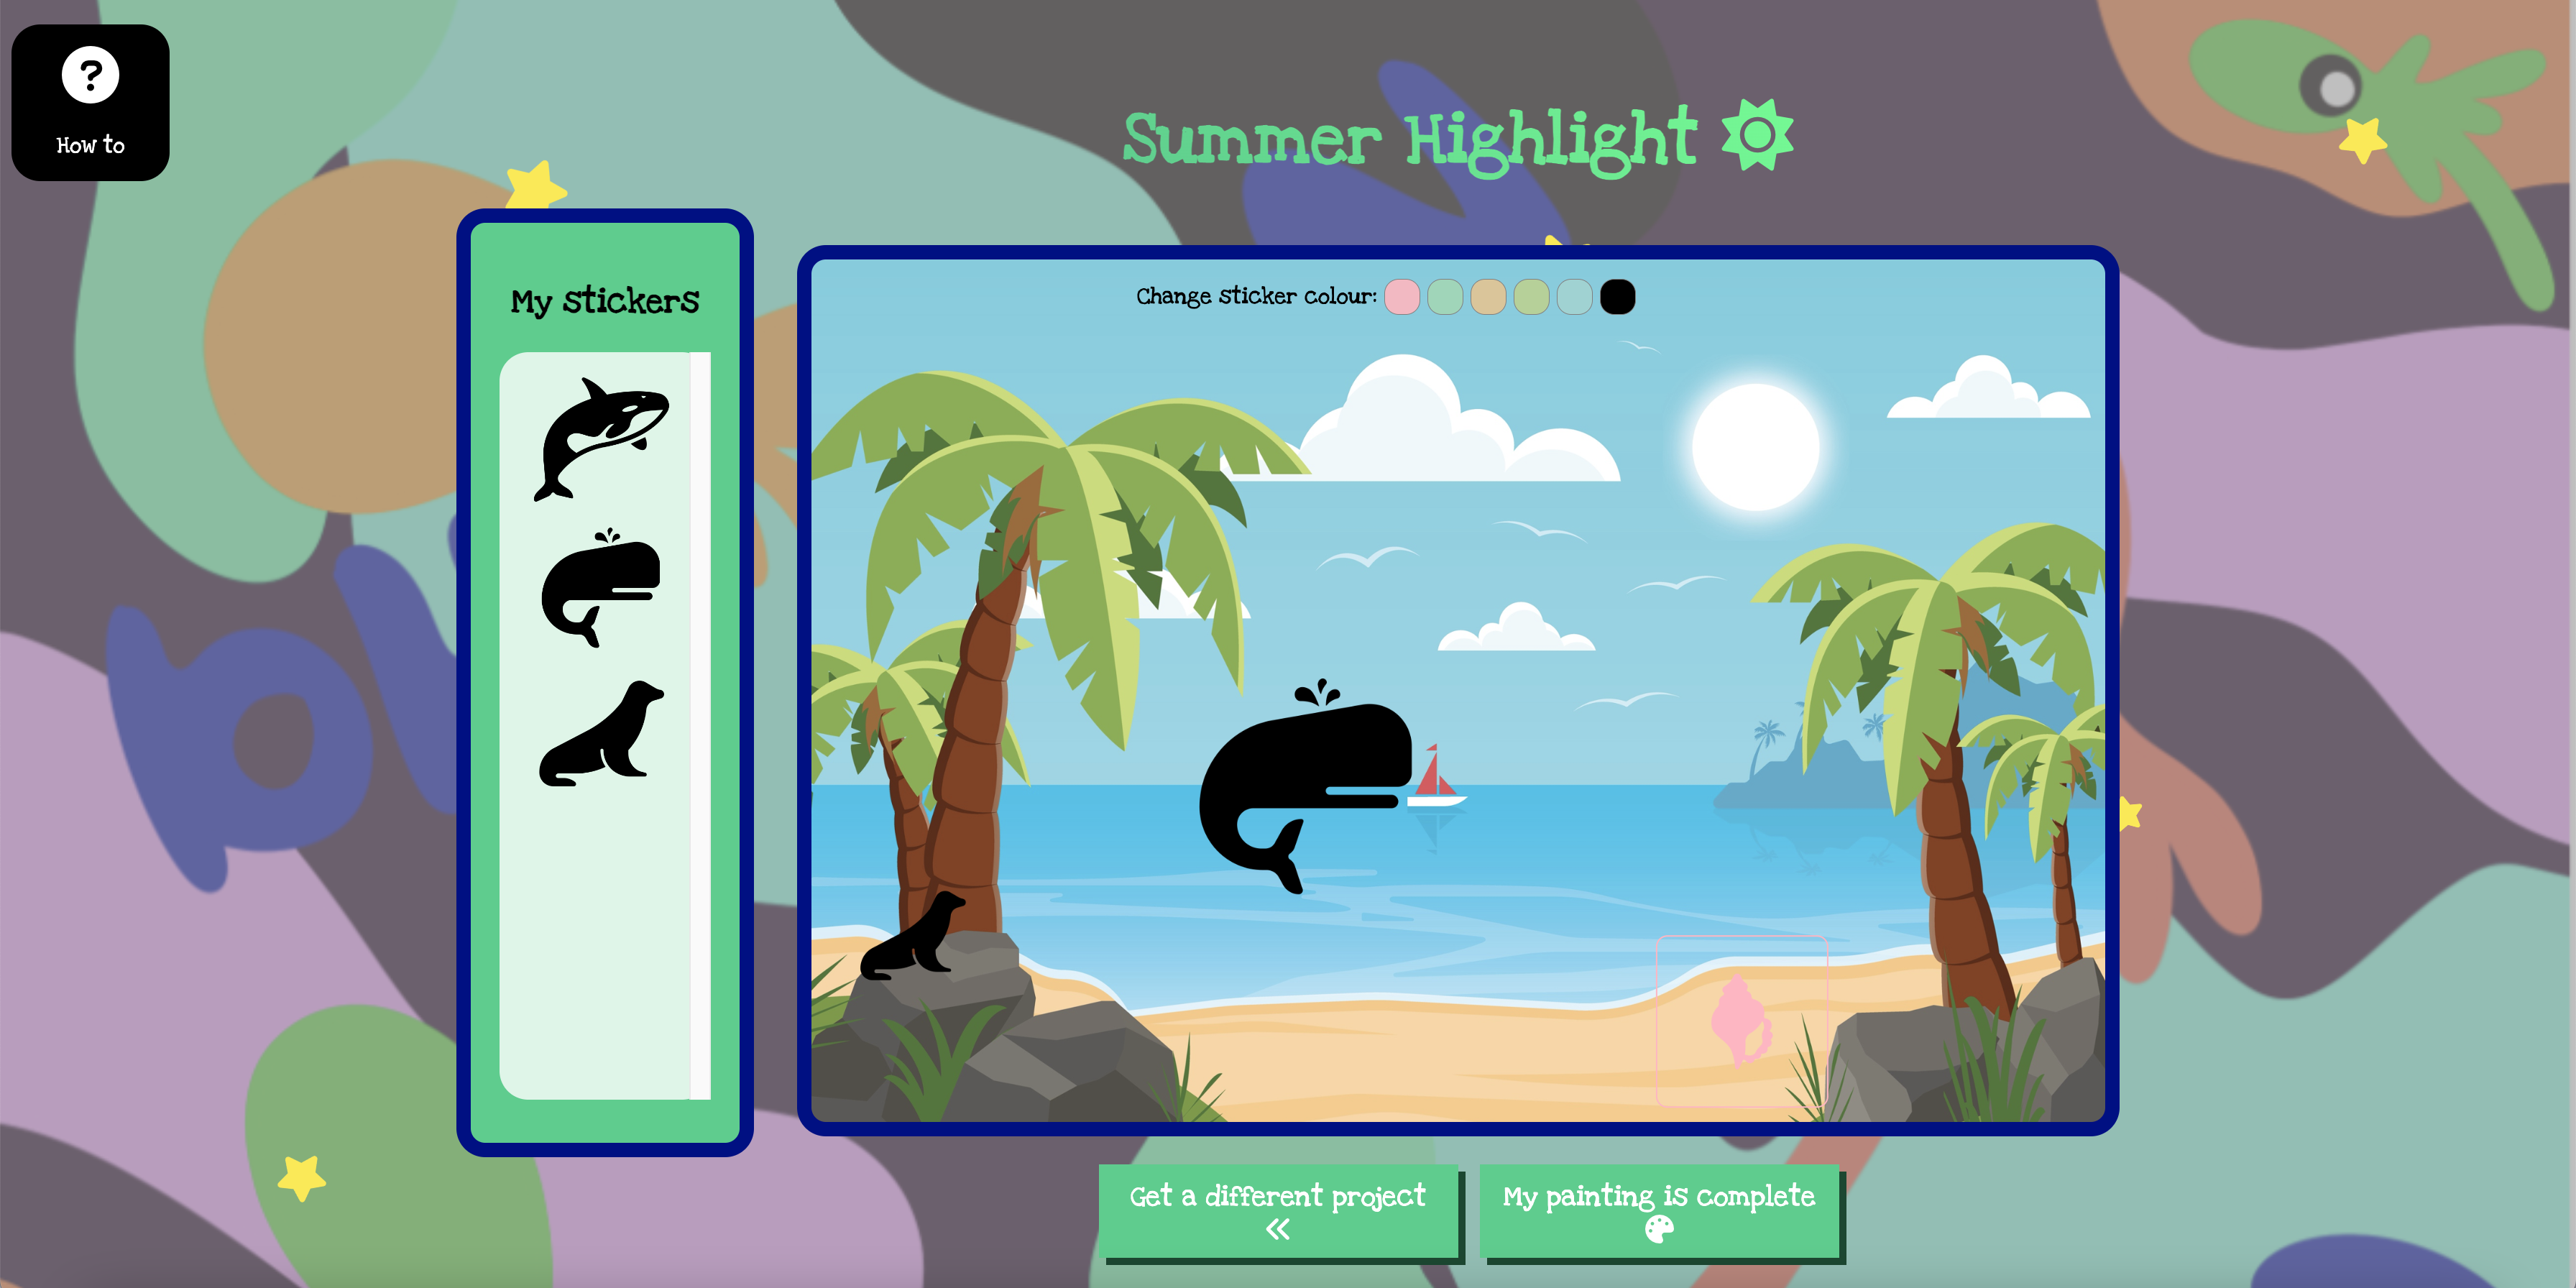 ?
How to
Summer Highlight
My stickers
Change sticker colour:
Get a different project
My painting is complete